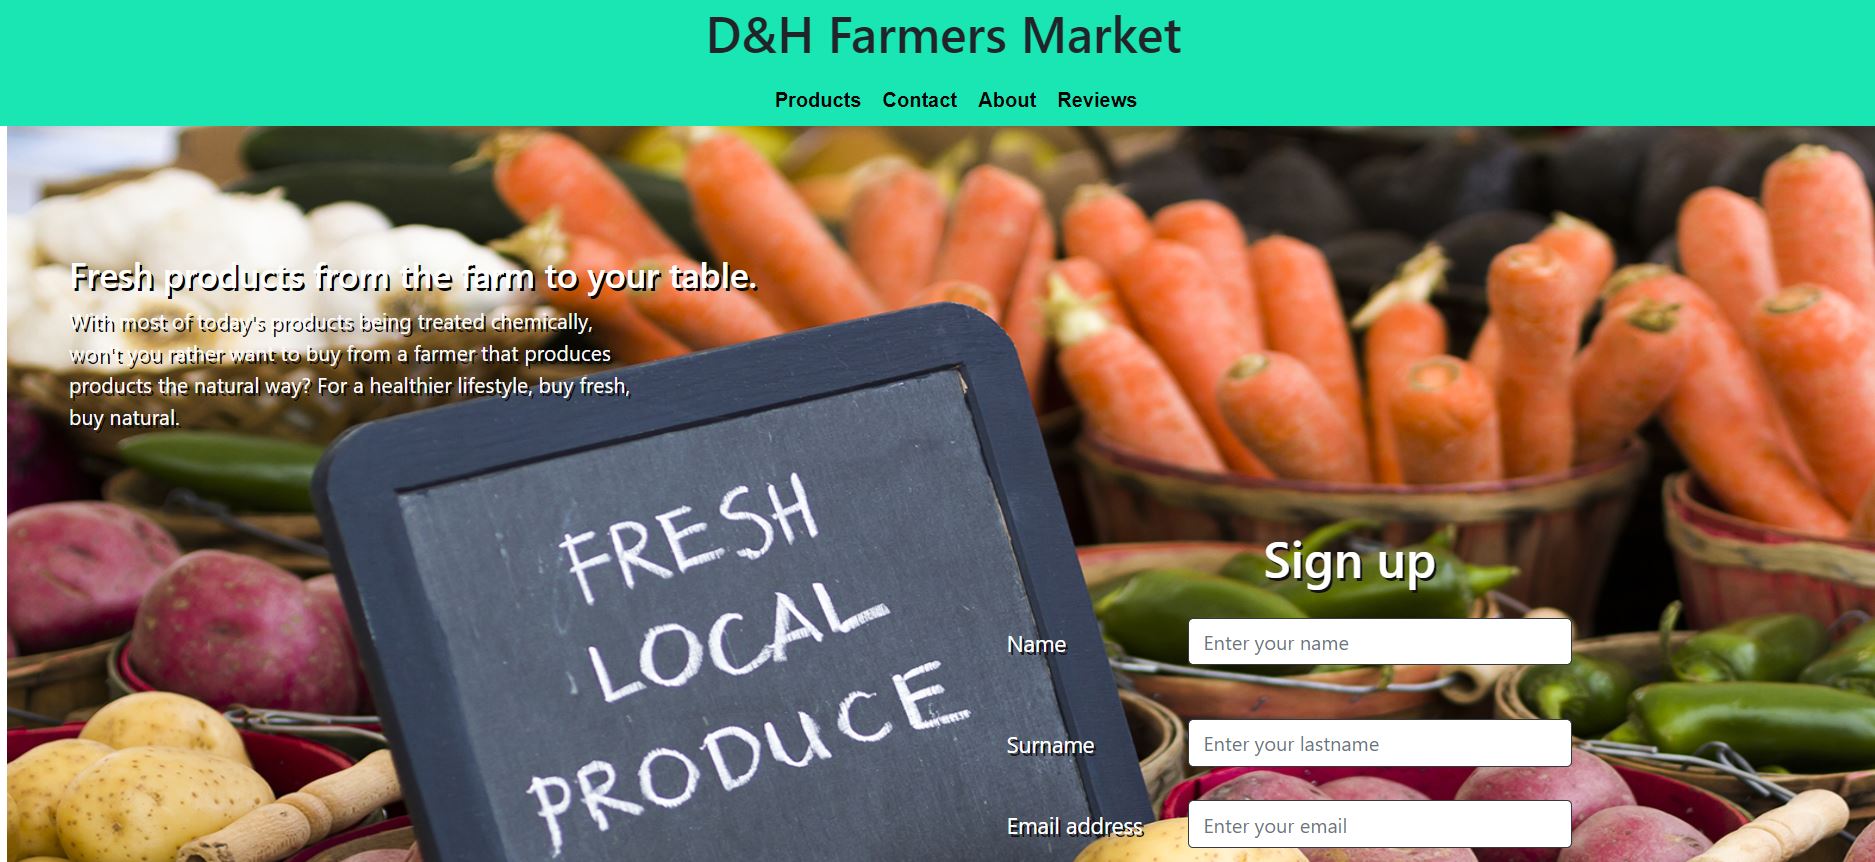 D&H Farmers Market
Products Contact About Reviews
Fresh products from the farm to your table.
With most of today's products being treated chemically,
won't you rather want to buy from a farmer that produces
products the natural way? For a healthier lifestyle, buy fresh,
buy natural.
FRESH
LOCAL
PRODUCE
Sign up
Name Enter your name
Surname Enter your lastname
Email address Enter your email